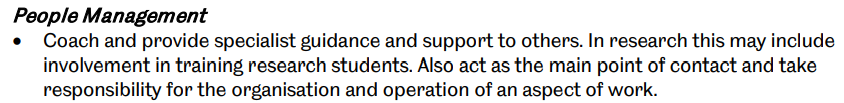 People Management
• Coach and provide specialist guidance and support to others. In research this may include
involvement in training research students. Also act as the main point of contact and take
responsibility for the organisation and operation of an aspect of work.